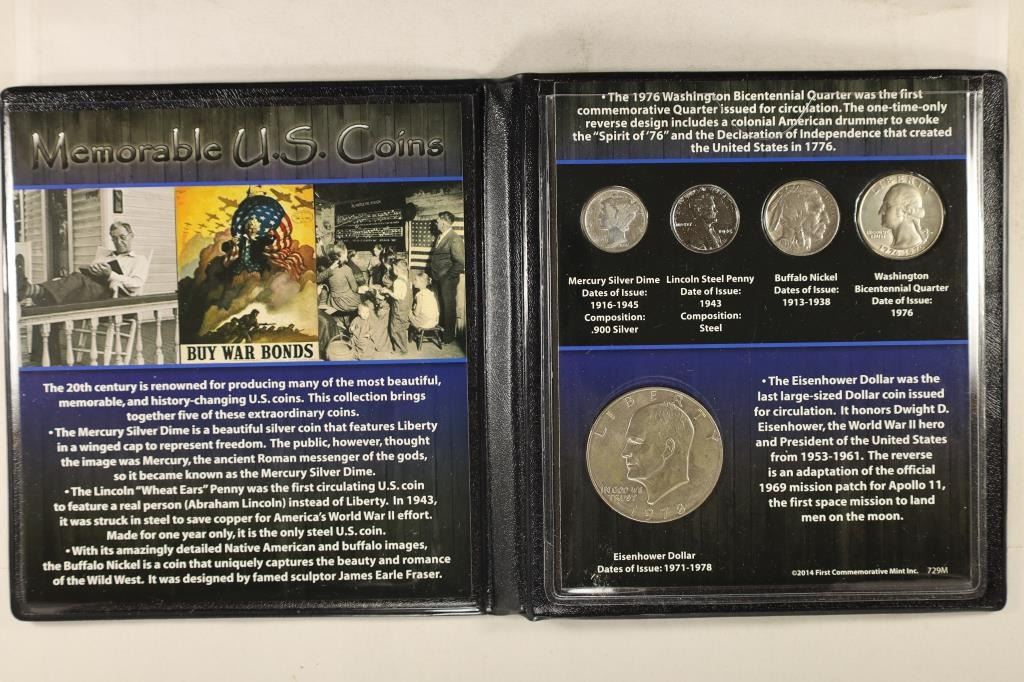 Memorable U.S. Coins
BUY WAR BONDS
The 20th century is renowned for producing many of the most beautiful,
memorable, and history-changing U.S. coins. This collection brings
together five of these extraordinary coins.
• The Mercury Silver Dime is a beautiful silver coin that features Liberty
in a winged cap to represent freedom. The public, however, thought
the image was Mercury, the ancient Roman messenger of the gods,
so it became known as the Mercury Silver Dime.
• The Lincoln "Wheat Ears" Penny was the first circulating U.S. coin
to feature a real person (Abraham Lincoln) instead of Liberty. In 1943,
it was struck in steel to save copper for America's World War II effort.
Made for one year only, it is the only steel U.S. coin.
• With its amazingly detailed Native American and buffalo images,
the Buffalo Nickel is a coin that uniquely captures the beauty and romance
of the Wild West. It was designed by famed sculptor James Earle Fraser.
• The 1976 Washington Bicentennial Quarter was the first
commemorative Quarter issued for circulation. The one-time-only
reverse design includes a colonial American drummer to evoke
the "Spirit of '76" and the Declaration of Independence that created
the United States in 1776.
LIBERTY
1776-1976
Mercury Silver Dime
Dates of Issue:
1916-1945
Composition:
.900 Silver
Lincoln Steel Penny
Date of Issue:
1943
Composition:
Steel
Buffalo Nickel
Dates of Issue:
1913-1938
Washington
Bicentennial Quarter
Date of Issue:
1976
LIBERTY
IN GOD WE
TRUST
1978
Eisenhower Dollar
Dates of Issue: 1971-1978
• The Eisenhower Dollar was the
last large-sized Dollar coin issued
for circulation. It honors Dwight D.
Eisenhower, the World War II hero
and President of the United States
from 1953-1961. The reverse
is an adaptation of the official
1969 mission patch for Apollo 11,
the first space mission to land
men on the moon.
©2014 First Commemorative Mint Inc. 729M